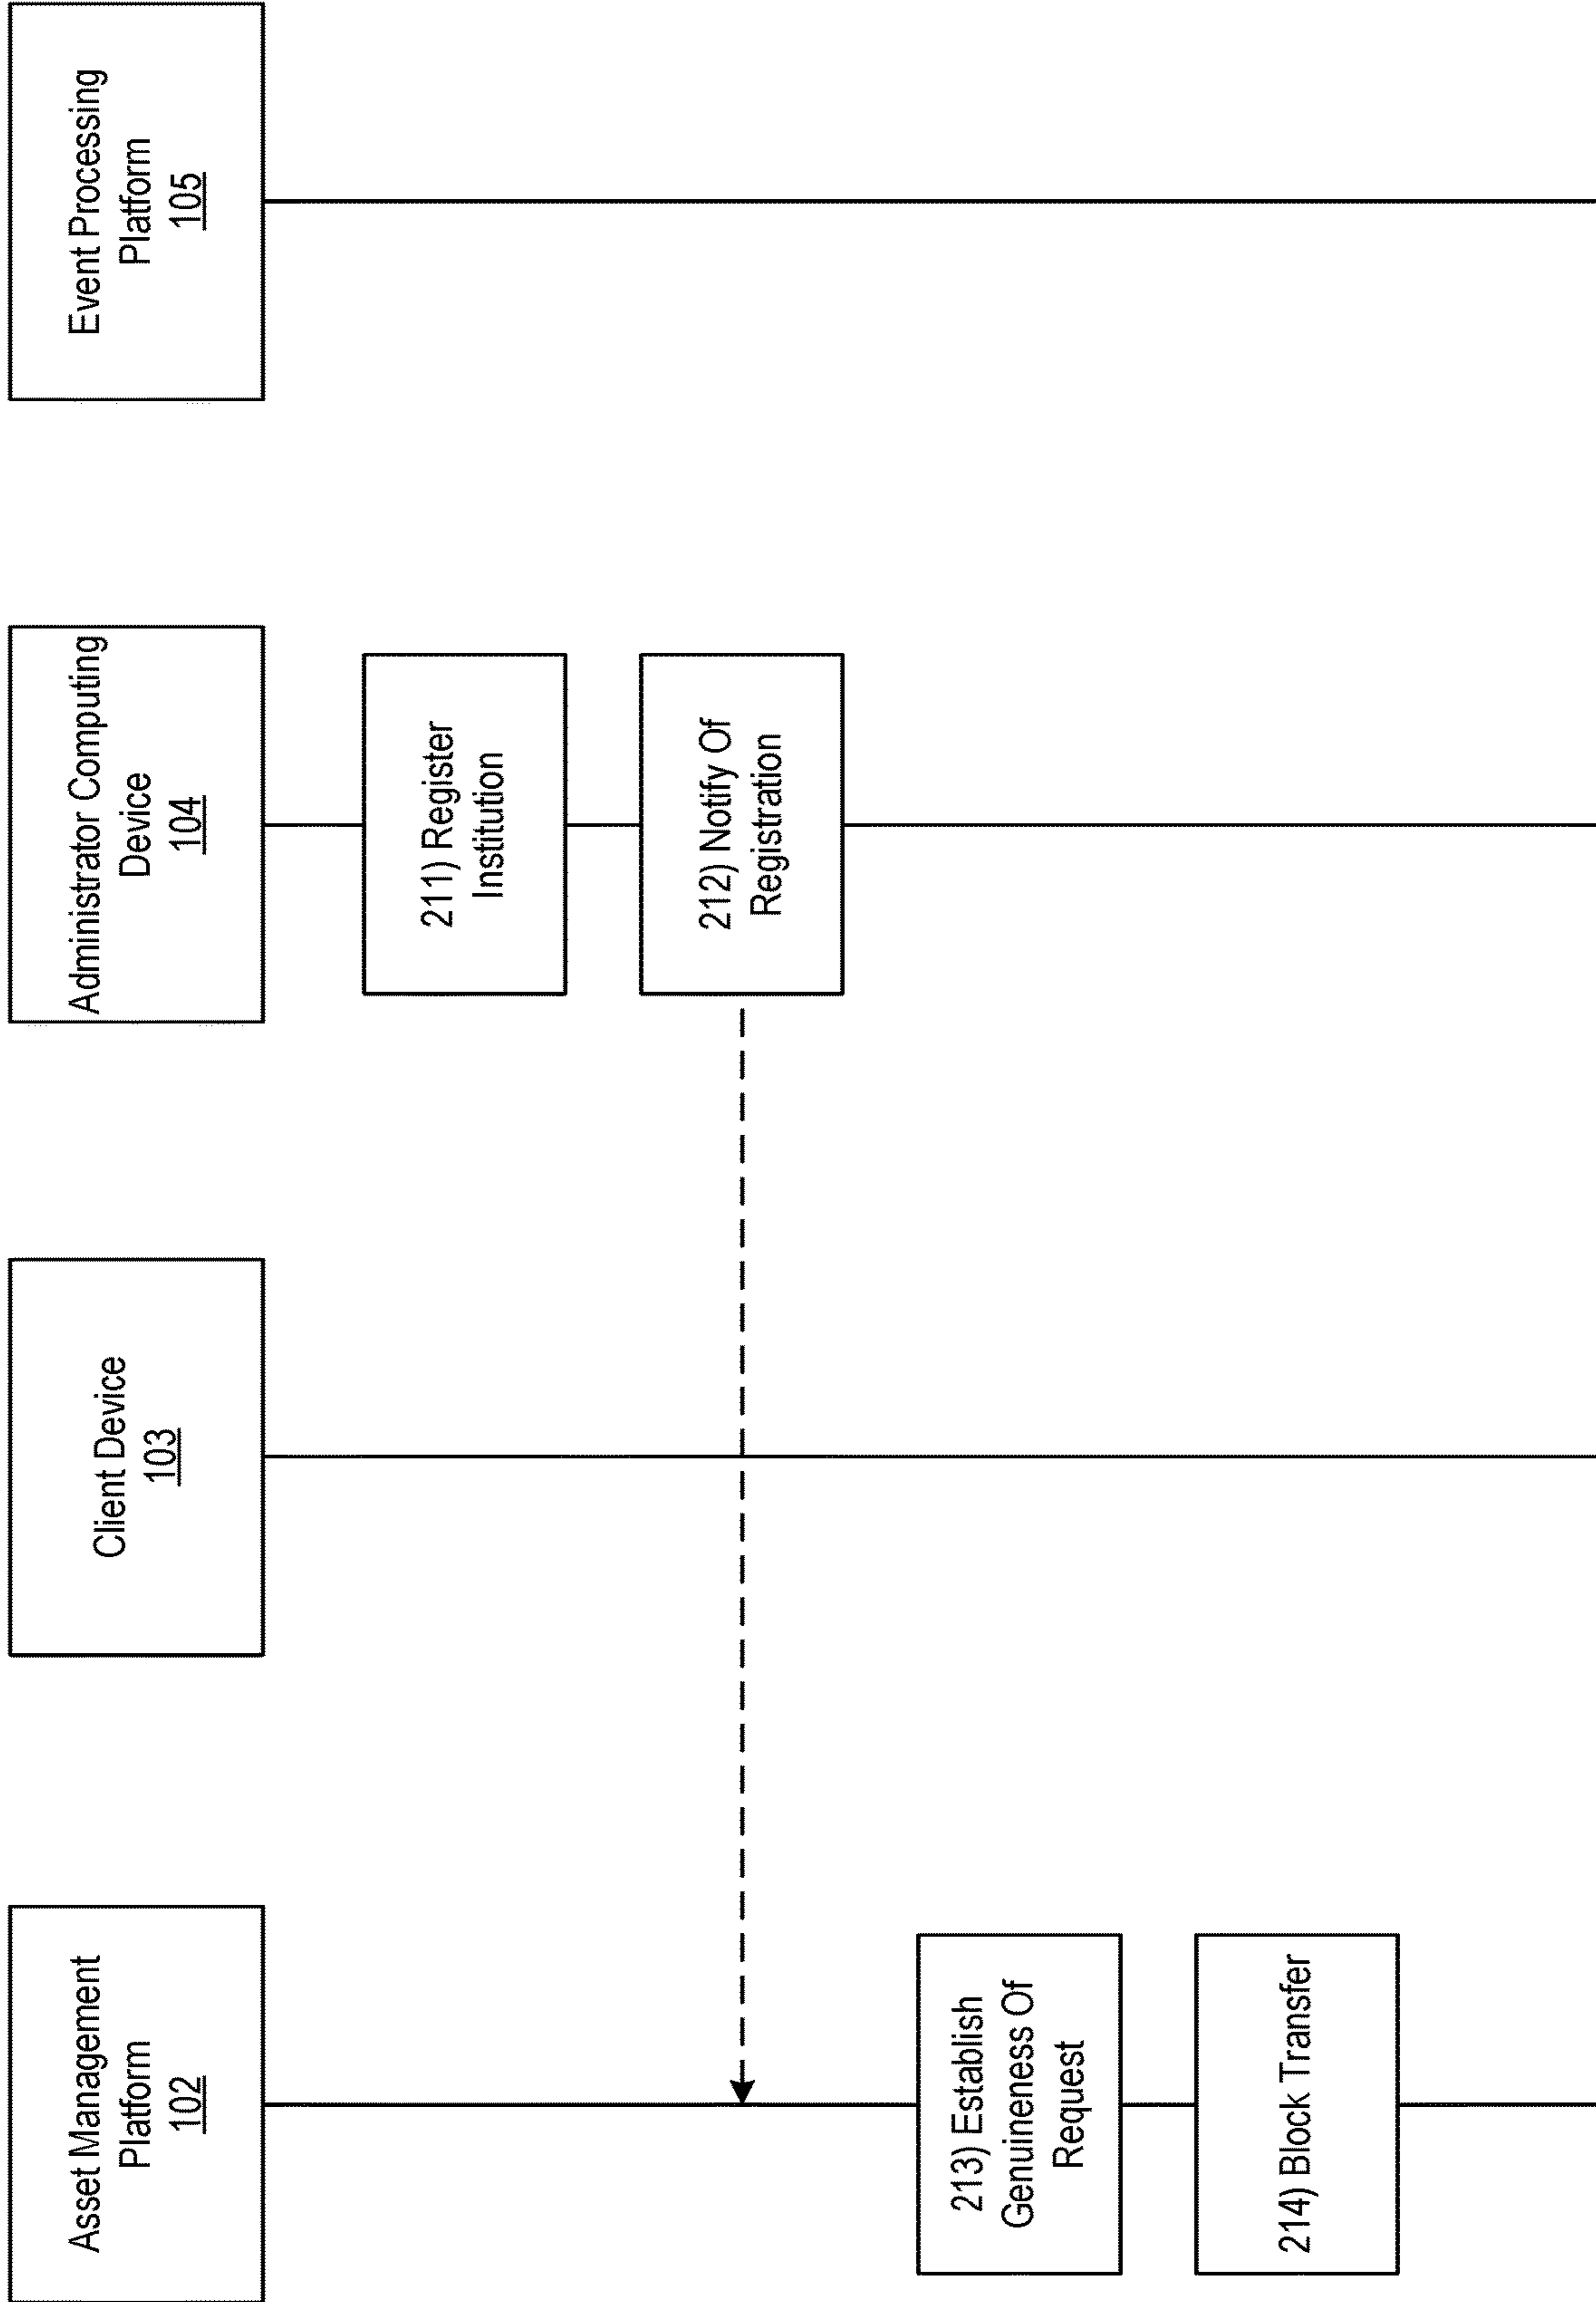 Asset Management
Platform
102
Client Device
103
Administrator Computing
Device
104
Event Processing
Platform
105
211) Register
Institution
212) Notify Of
Registration
213) Establish
Genuineness Of
Request
214) Block Transfer